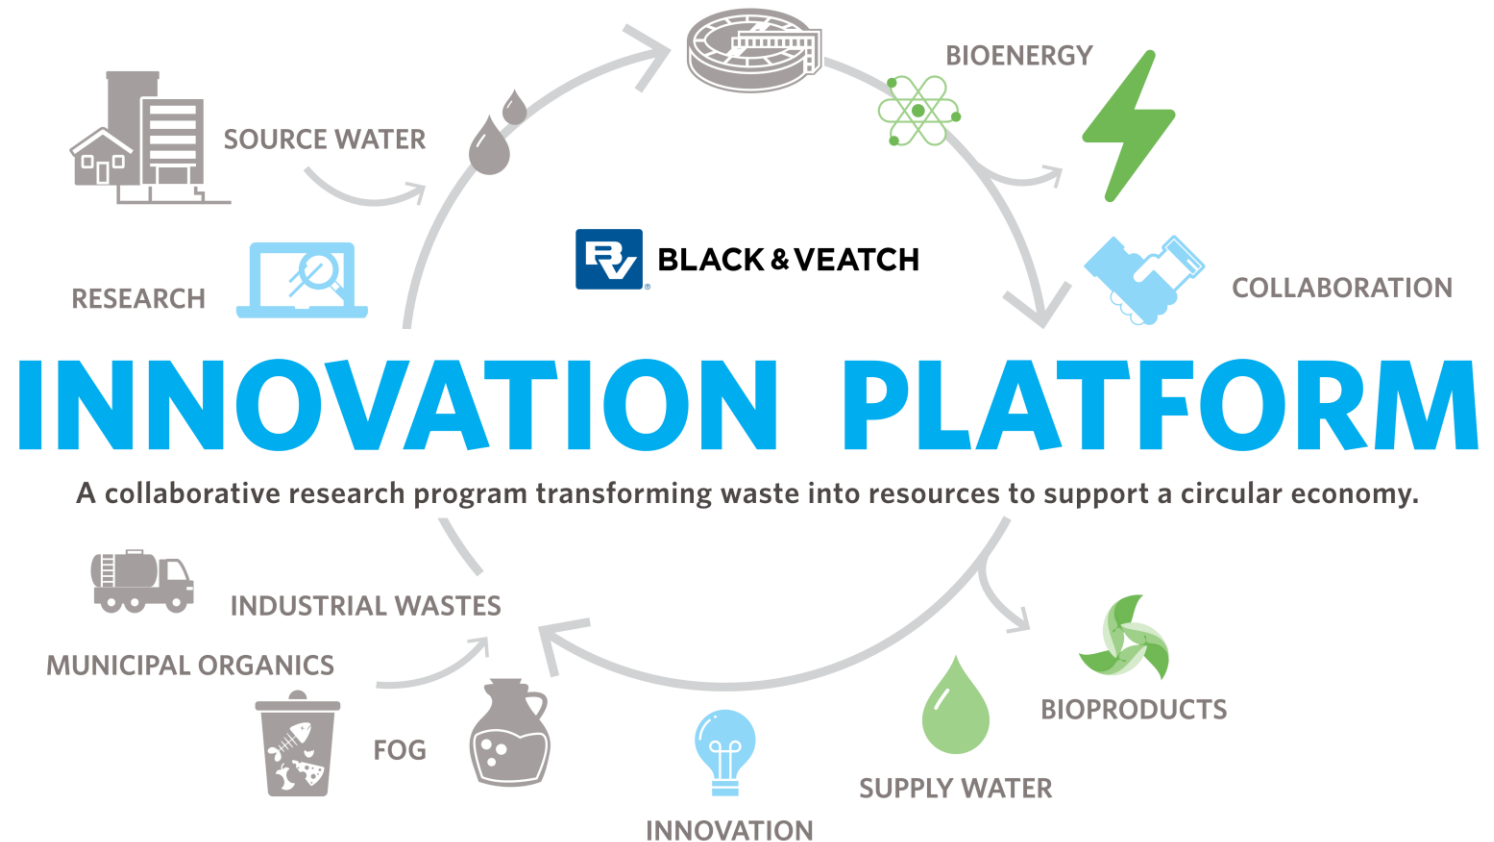 BIOENERGY
SOURCE WATER
BV
®
BLACK & VEATCH
RESEARCH
COLLABORATION
INNOVATION PLATFORM
A collaborative research program transforming waste into resources to support a circular economy.
INDUSTRIAL WASTES
MUNICIPAL ORGANICS
FOG
BIOPRODUCTS
SUPPLY WATER
INNOVATION